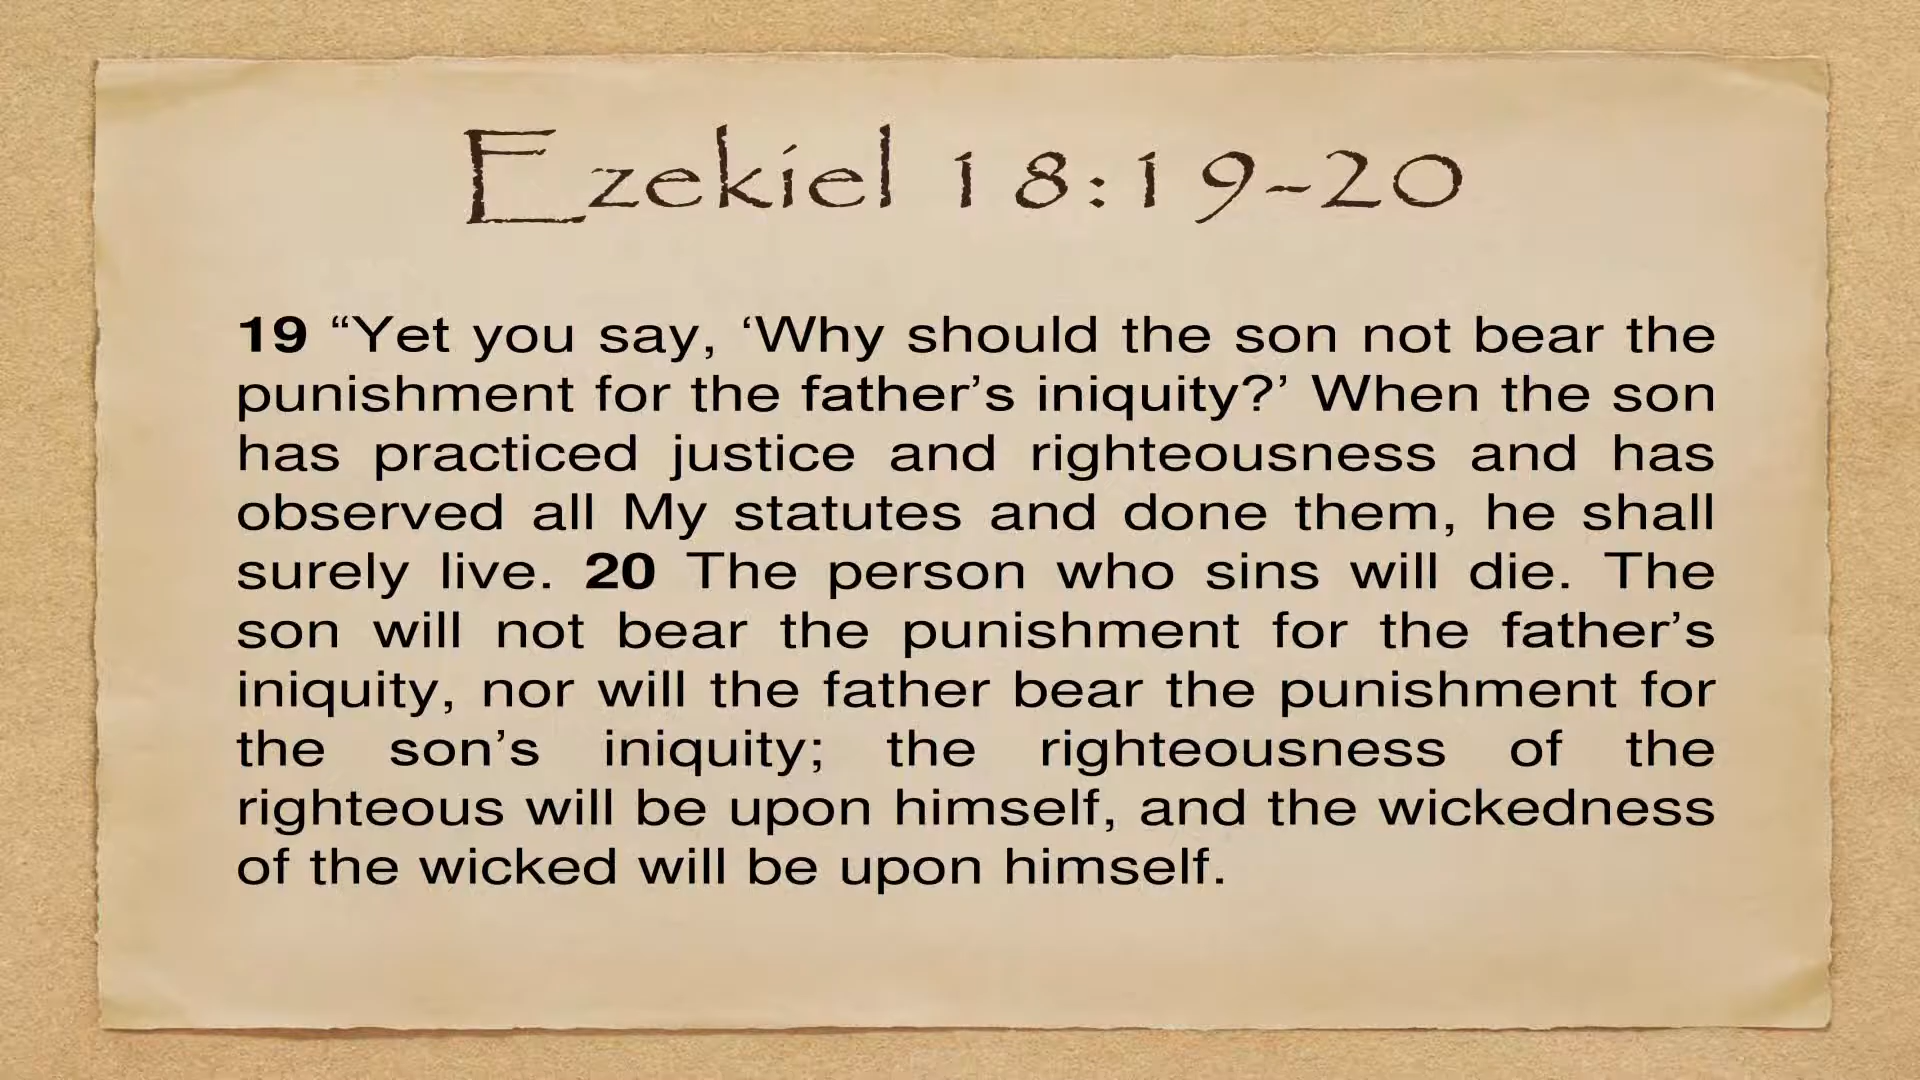 Ezekiel 18:19-20
19 “Yet you say, ‘Why should the son not bear the
punishment for the father’s iniquity?’ When the son
has practiced justice and righteousness and has
observed all My statutes and done them, he shall
surely live. 20 The person who sins will die. The
son will not bear the punishment for the father’s
iniquity, nor will the father bear the punishment for
the son’s iniquity; the righteousness of the
righteous will be upon himself, and the wickedness
of the wicked will be upon himself.